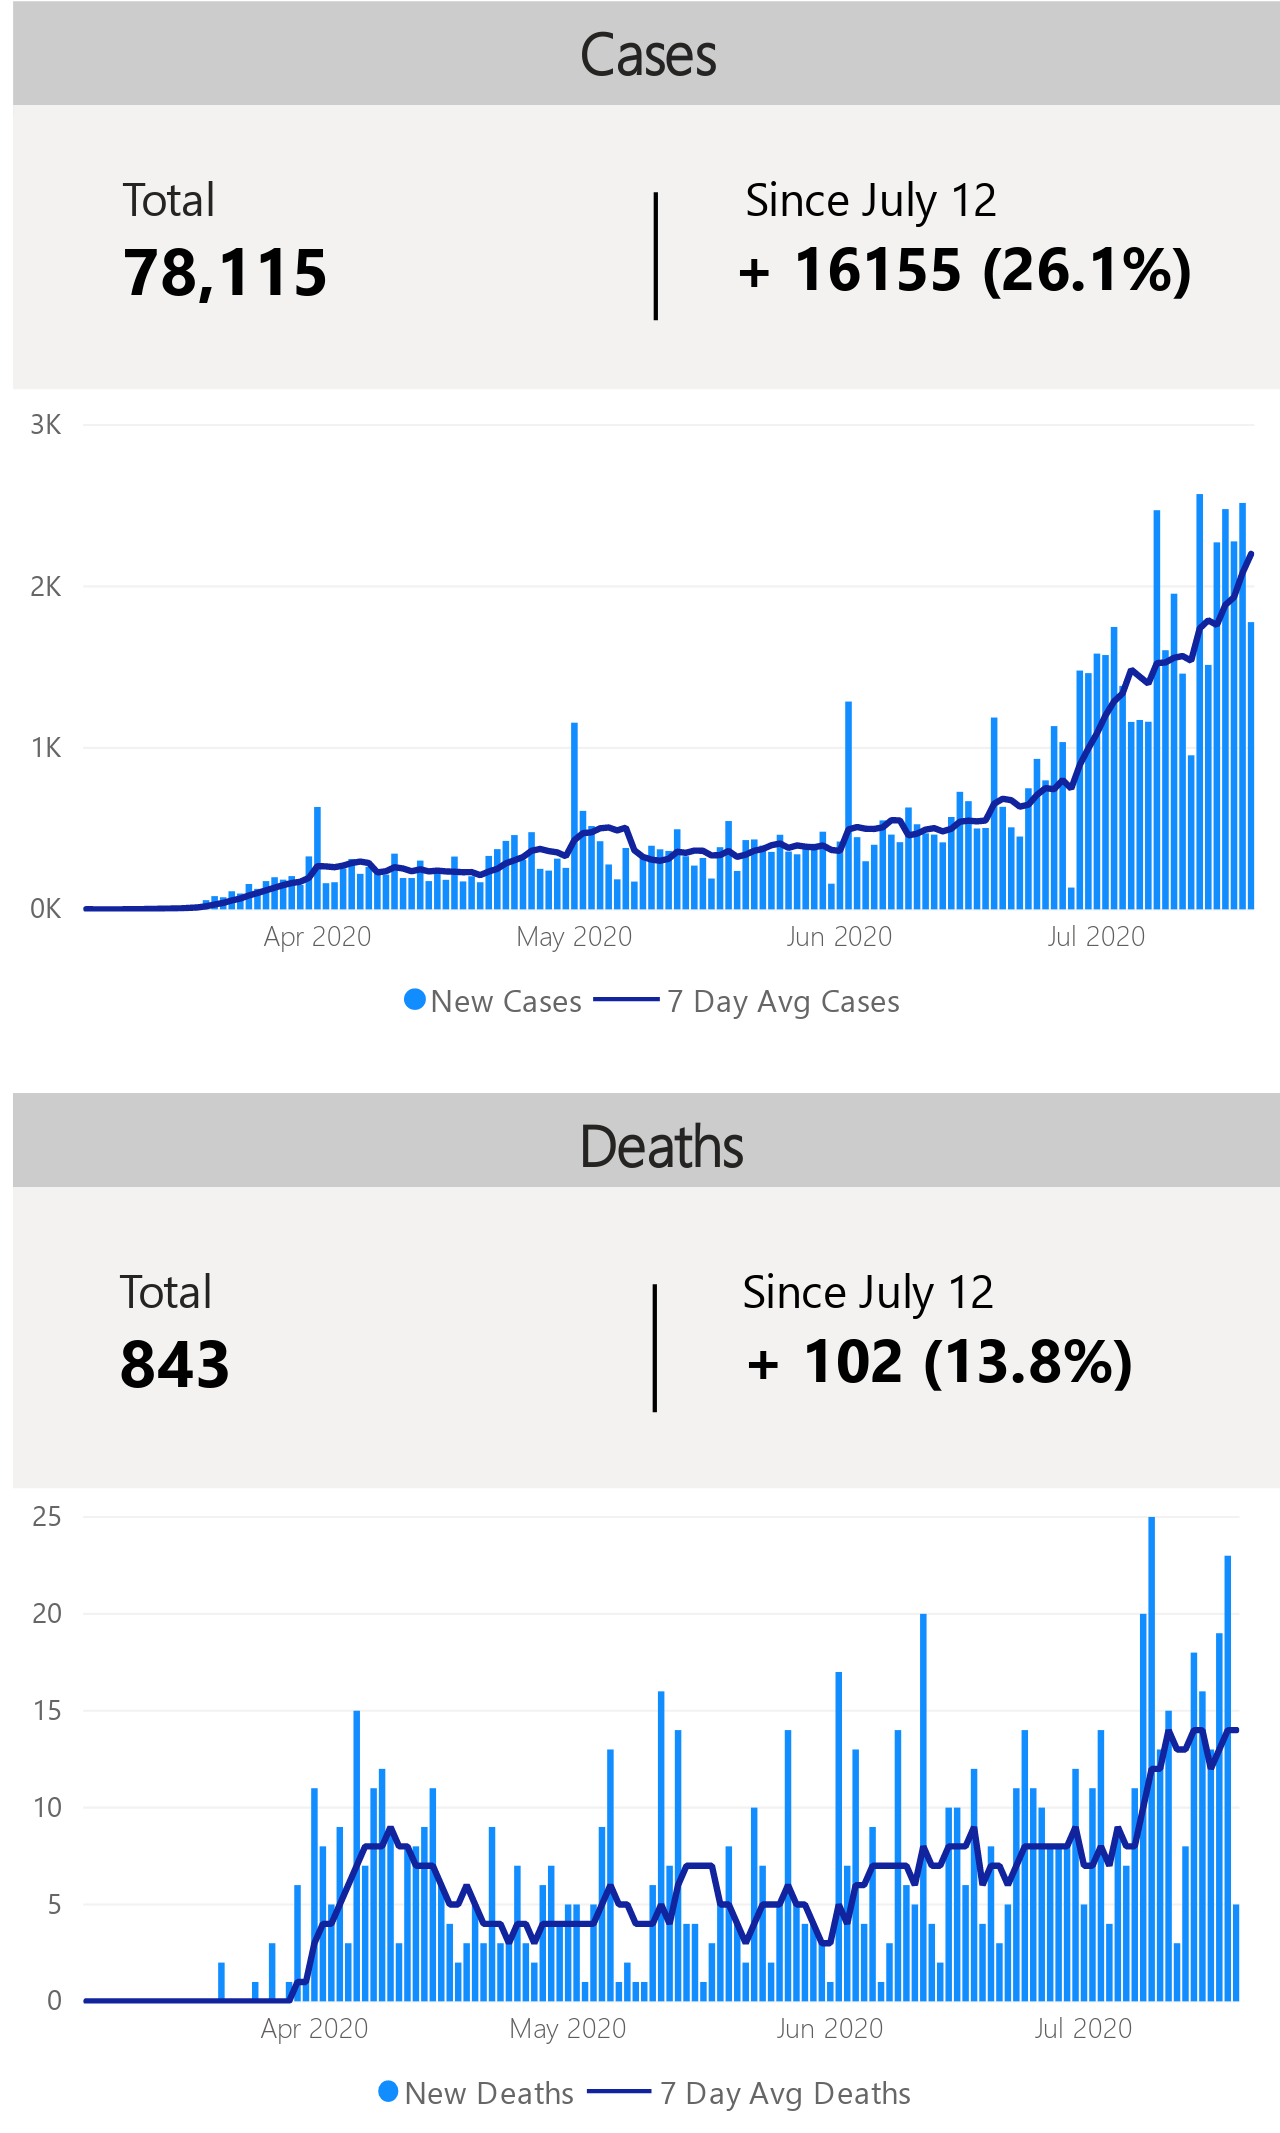 Cases
Total
78,115
Since July 12
+ 16155 (26.1%)
3K
2K
1K
0K
Apr 2020 May 2020 Jun 2020 Jul 2020
New Cases 7 Day Avg Cases
Deaths
Total
843
Since July 12
+ 102 (13.8%)
25
20
15
10
5
0
Apr 2020 May 2020 Jun 2020 Jul 2020
New Deaths 7 Day Avg Deaths